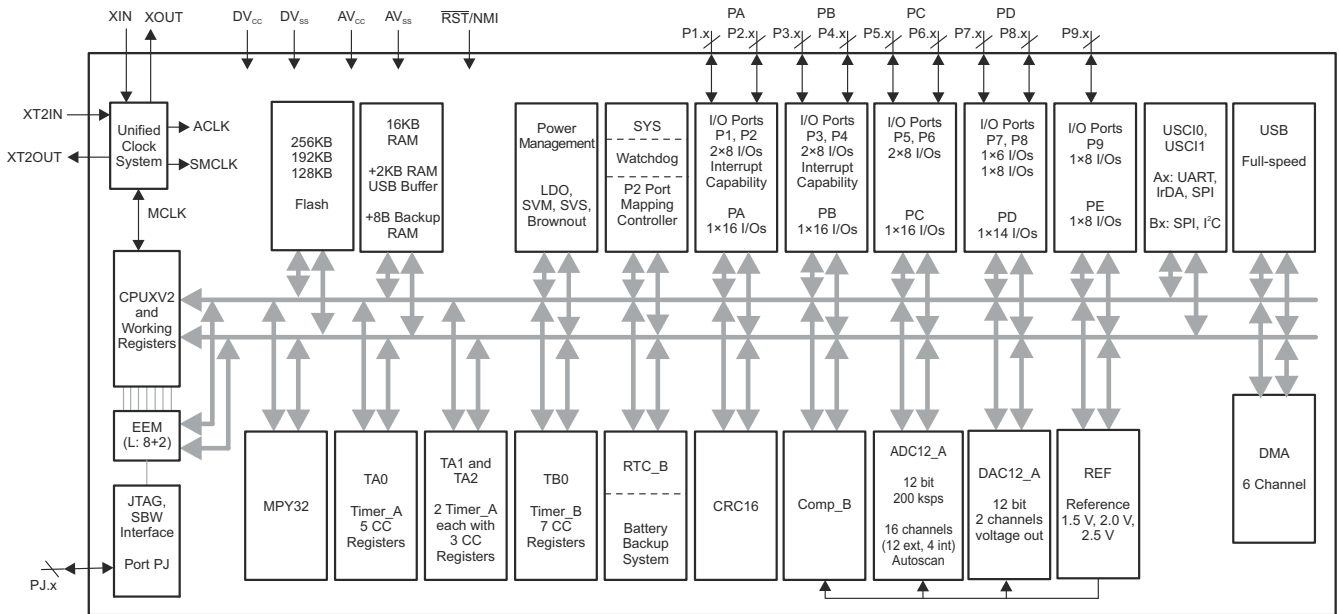 XIN
XOUT
DVCC
DVSS
AVCC
AVSS
RST/NMI
PA
P1.x
P2.x
PB
P3.x
P4.x
PC
P5.x
P6.x
PD
P7.x
P8.x
P9.x
XT2IN
XT2OUT
Unified
Clock
System
ACLK
SMCLK
MCLK
256KB
192KB
128KB
Flash
16KB
RAM
+2KB RAM
USB Buffer
+8B Backup
RAM
Power
Management
LDO,
SVM, SVS,
Brownout
SYS
Watchdog
P2 Port
Mapping
Controller
I/O Ports
P1, P2
2×8 I/Os
Interrupt
Capability
PA
1×16 I/Os
I/O Ports
P3, P4
2×8 I/Os
Interrupt
Capability
PB
1×16 I/Os
I/O Ports
P5, P6
2×8 I/Os
PC
1×16 I/Os
I/O Ports
P7, P8
1×6 I/Os
1×8 I/Os
PD
1×14 I/Os
I/O Ports
P9
1×8 I/Os
PE
1×8 I/Os
USCI0,
USCI1
Ax: UART,
IrDA, SPI
Bx: SPI, I²C
USB
Full-speed
CPUXV2
and
Working
Registers
EEM
(L: 8+2)
JTAG,
SBW
Interface
Port PJ
PJ.x
MPY32
TA0
Timer_A
5 CC
Registers
TA1 and
TA2
2 Timer_A
each with
3 CC
Registers
TB0
Timer_B
7 CC
Registers
RTC_B
Battery
Backup
System
CRC16
Comp_B
ADC12_A
12 bit
200 ksps
16 channels
(12 ext, 4 int)
Autoscan
DAC12_A
12 bit
2 channels
voltage out
REF
Reference
1.5 V, 2.0 V,
2.5 V
DMA
6 Channel